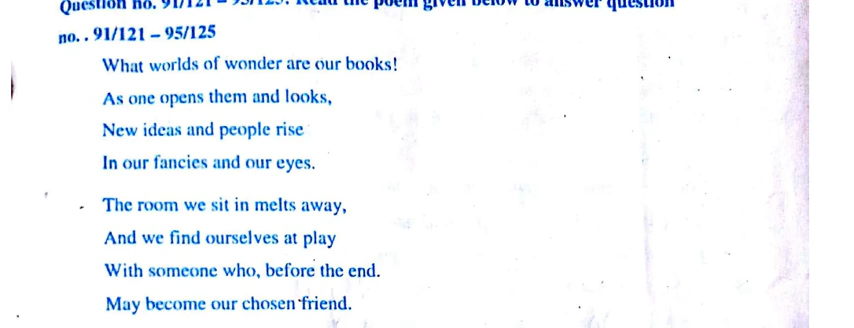 Question no. 91/121 – 95/125: Read the poem given below to answer question
no. . 91/121 – 95/125
What worlds of wonder are our books!
As one opens them and looks,
New ideas and people rise
In our fancies and our eyes.
The room we sit in melts away,
And we find ourselves at play
With someone who, before the end.
May become our chosen friend.